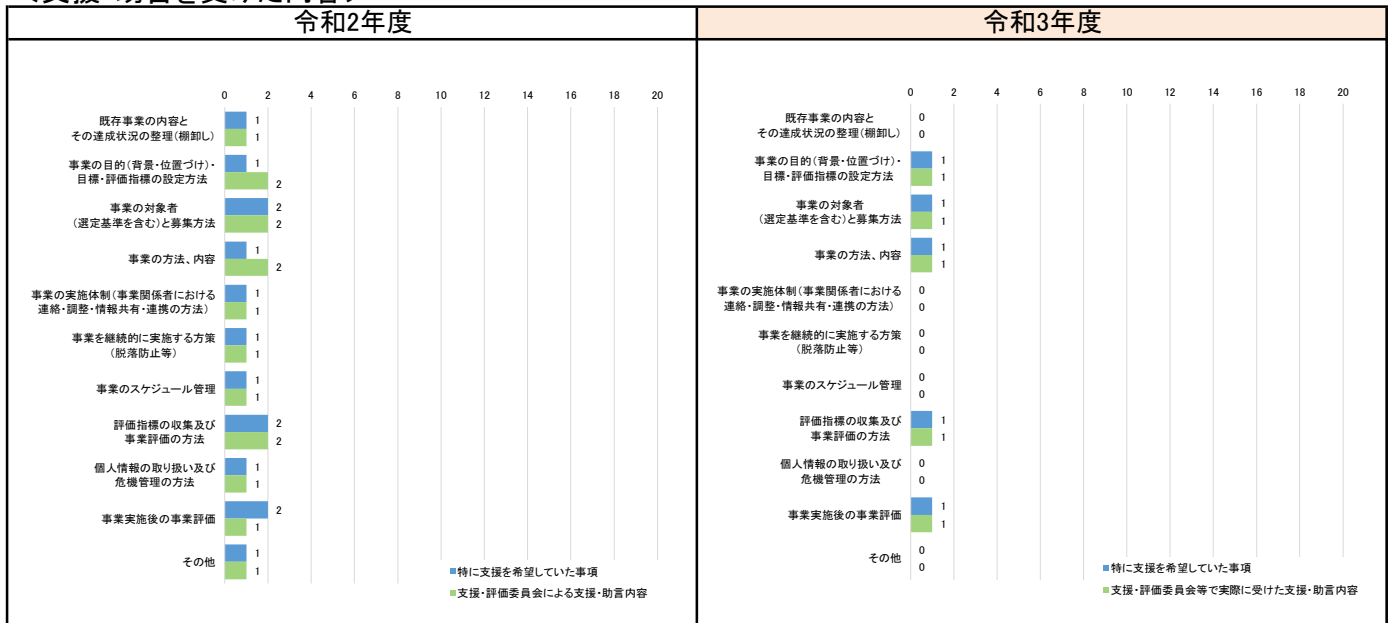 令和2年度
0 2 4 6 8 10 12 14 16 18 20
既存事業の内容と
その達成状況の整理(棚卸し)
1
1
事業の目的(背景・位置づけ)・
目標・評価指標の設定方法
1
2
事業の対象者
(選定基準を含む)と募集方法
2
2
事業の方法、内容
1
2
事業の実施体制(事業関係者における
連絡・調整・情報共有・連携の方法)
1
1
事業を継続的に実施する方策
(脱落防止等)
1
1
事業のスケジュール管理
1
1
評価指標の収集及び
事業評価の方法
2
2
個人情報の取り扱い及び
危機管理の方法
1
1
事業実施後の事業評価
2
1
その他
1
1
■特に支援を希望していた事項
■支援・評価委員会による支援・助言内容
令和3年度
0 2 4 6 8 10 12 14 16 18 20
既存事業の内容と
その達成状況の整理(棚卸し)
0
0
事業の目的(背景・位置づけ)・
目標・評価指標の設定方法
1
1
事業の対象者
(選定基準を含む)と募集方法
1
1
事業の方法、内容
1
1
事業の実施体制(事業関係者における
連絡・調整・情報共有・連携の方法)
0
0
事業を継続的に実施する方策
(脱落防止等)
0
0
事業のスケジュール管理
0
0
評価指標の収集及び
事業評価の方法
1
1
個人情報の取り扱い及び
危機管理の方法
0
0
事業実施後の事業評価
1
1
その他
0
0
■特に支援を希望していた事項
■支援・評価委員会等で実際に受けた支援・助言内容